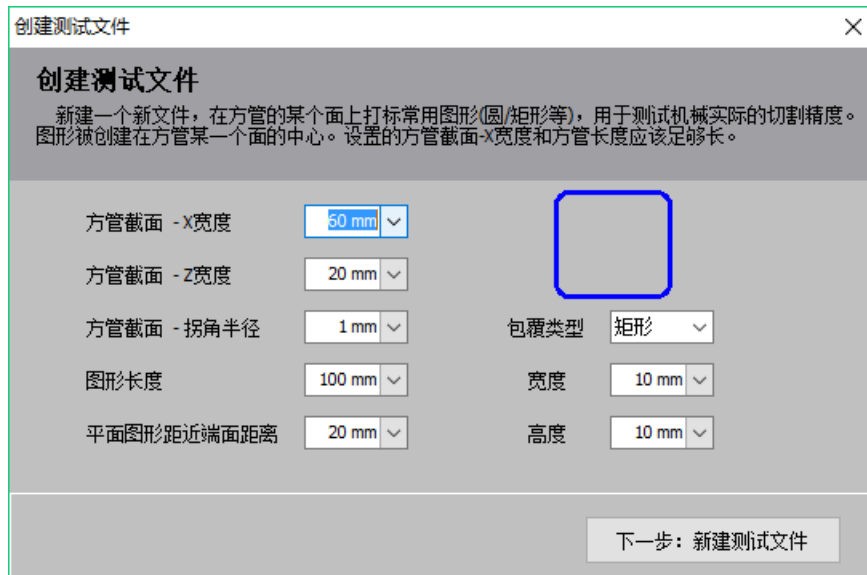 创建测试文件
创建测试文件
新建一个新文件，在方管的某个面上打标常用图形(圆/矩形等)，用于测试机械实际的切割精度。
图形被创建在方管某一个面的中心。设置的方管截面-X宽度和方管长度应该足够长。
方管截面 -X宽度 60 mm
方管截面 -Z宽度 20 mm
方管截面 -拐角半径 1 mm 包覆类型 矩形
图形长度 100 mm 宽度 10 mm
平面图形距近端面距离 20 mm 高度 10 mm
下一步：新建测试文件